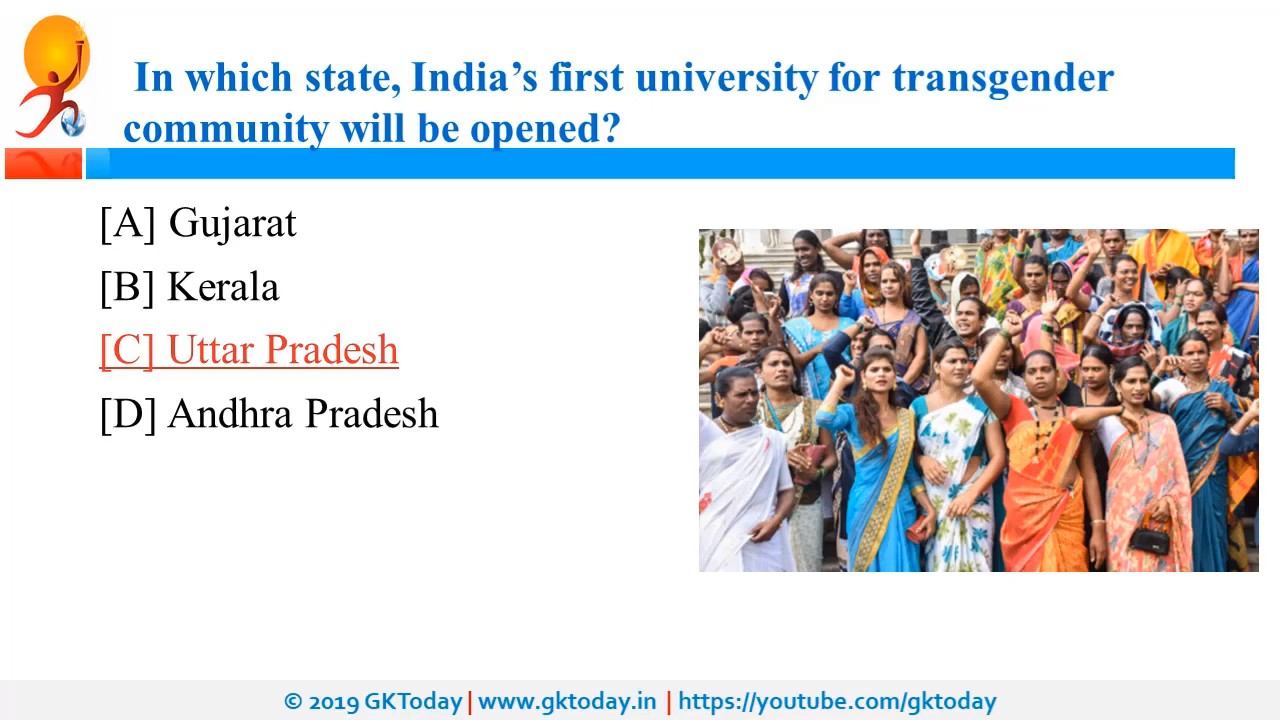 In which state, India’s first university for transgender
community will be opened?
[A] Gujarat
[B] Kerala
[C] Uttar Pradesh
[D] Andhra Pradesh
© 2019 GKToday | www.gktoday.in | https://youtube.com/gktoday